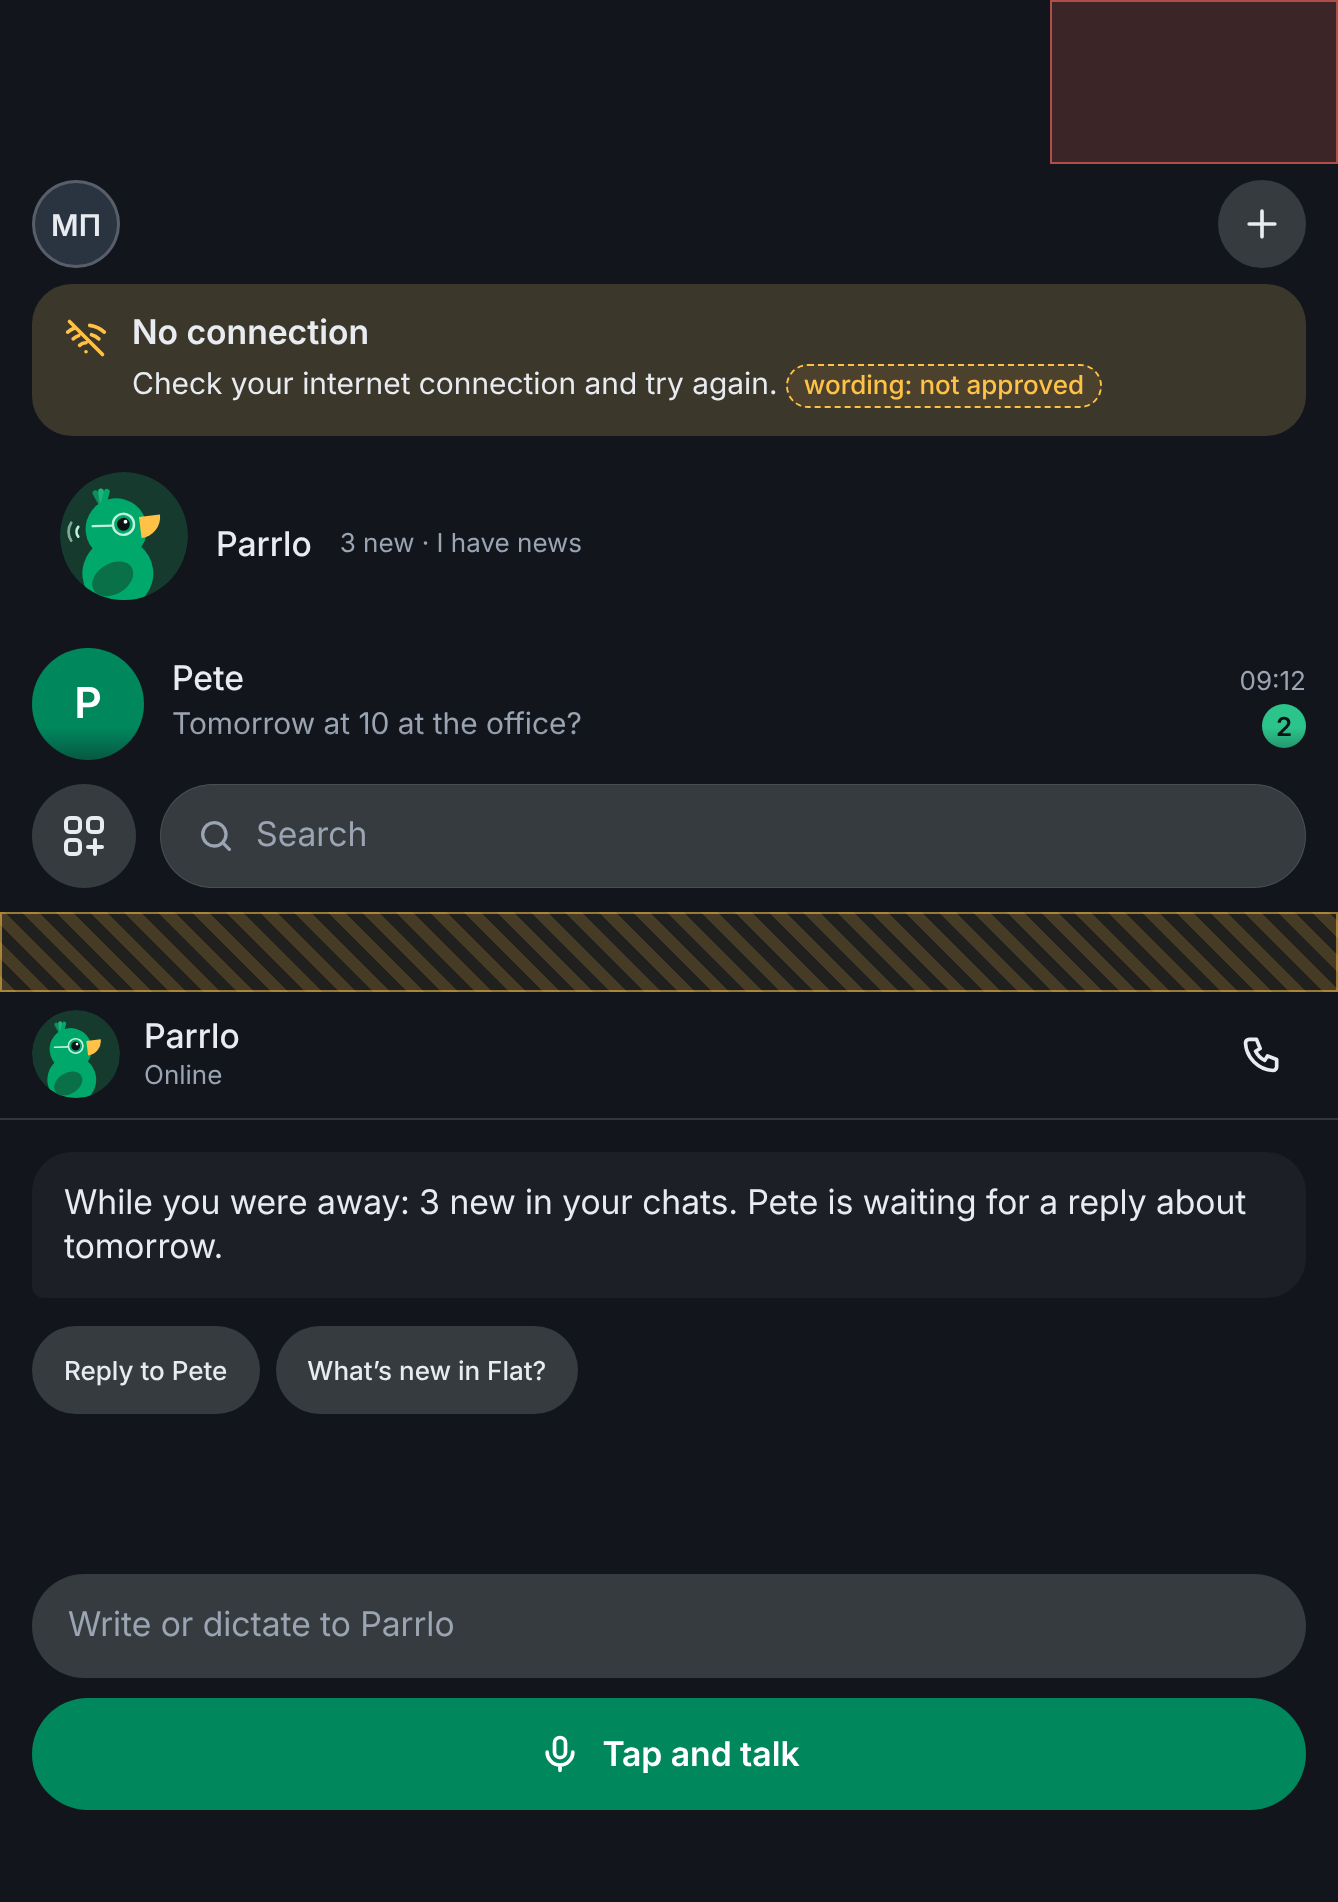 МП
No connection
Check your internet connection and try again. wording: not approved
Parrlo 3 new · I have news
Pete 09:12
Tomorrow at 10 at the office? 2
P
Search
Parrlo
Online
While you were away: 3 new in your chats. Pete is waiting for a reply about
tomorrow.
Reply to Pete What’s new in Flat?
Write or dictate to Parrlo
Tap and talk